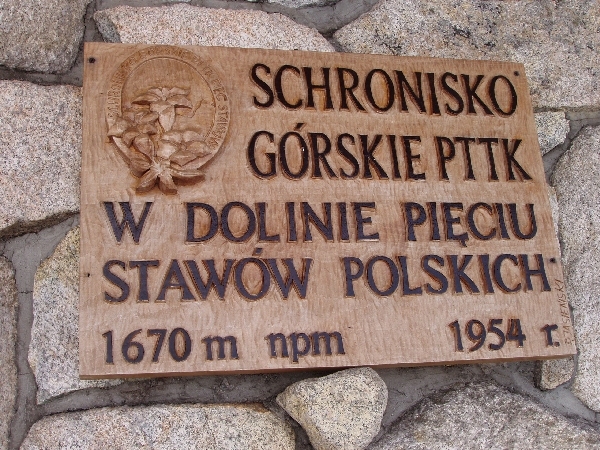 SCHRONISKO
GÓRSKIE PTTK
W DOLINIE PIĘCIU
STAWÓW POLSKICH
1670 m npm 1954 r.